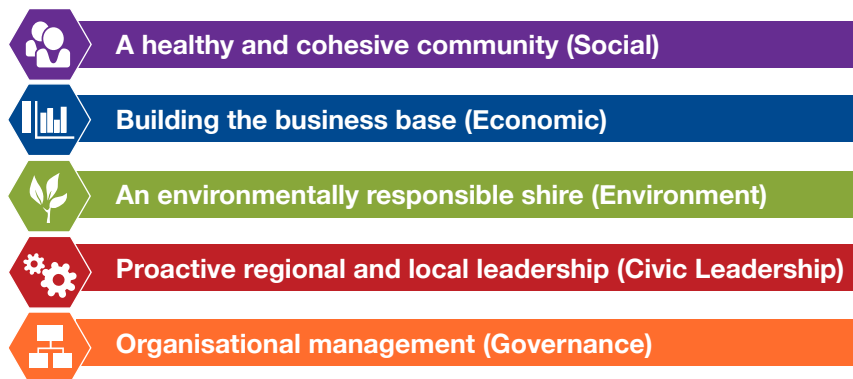 A healthy and cohesive community (Social)
Building the business base (Economic)
An environmentally responsible shire (Environment)
Proactive regional and local leadership (Civic Leadership)
Organisational management (Governance)